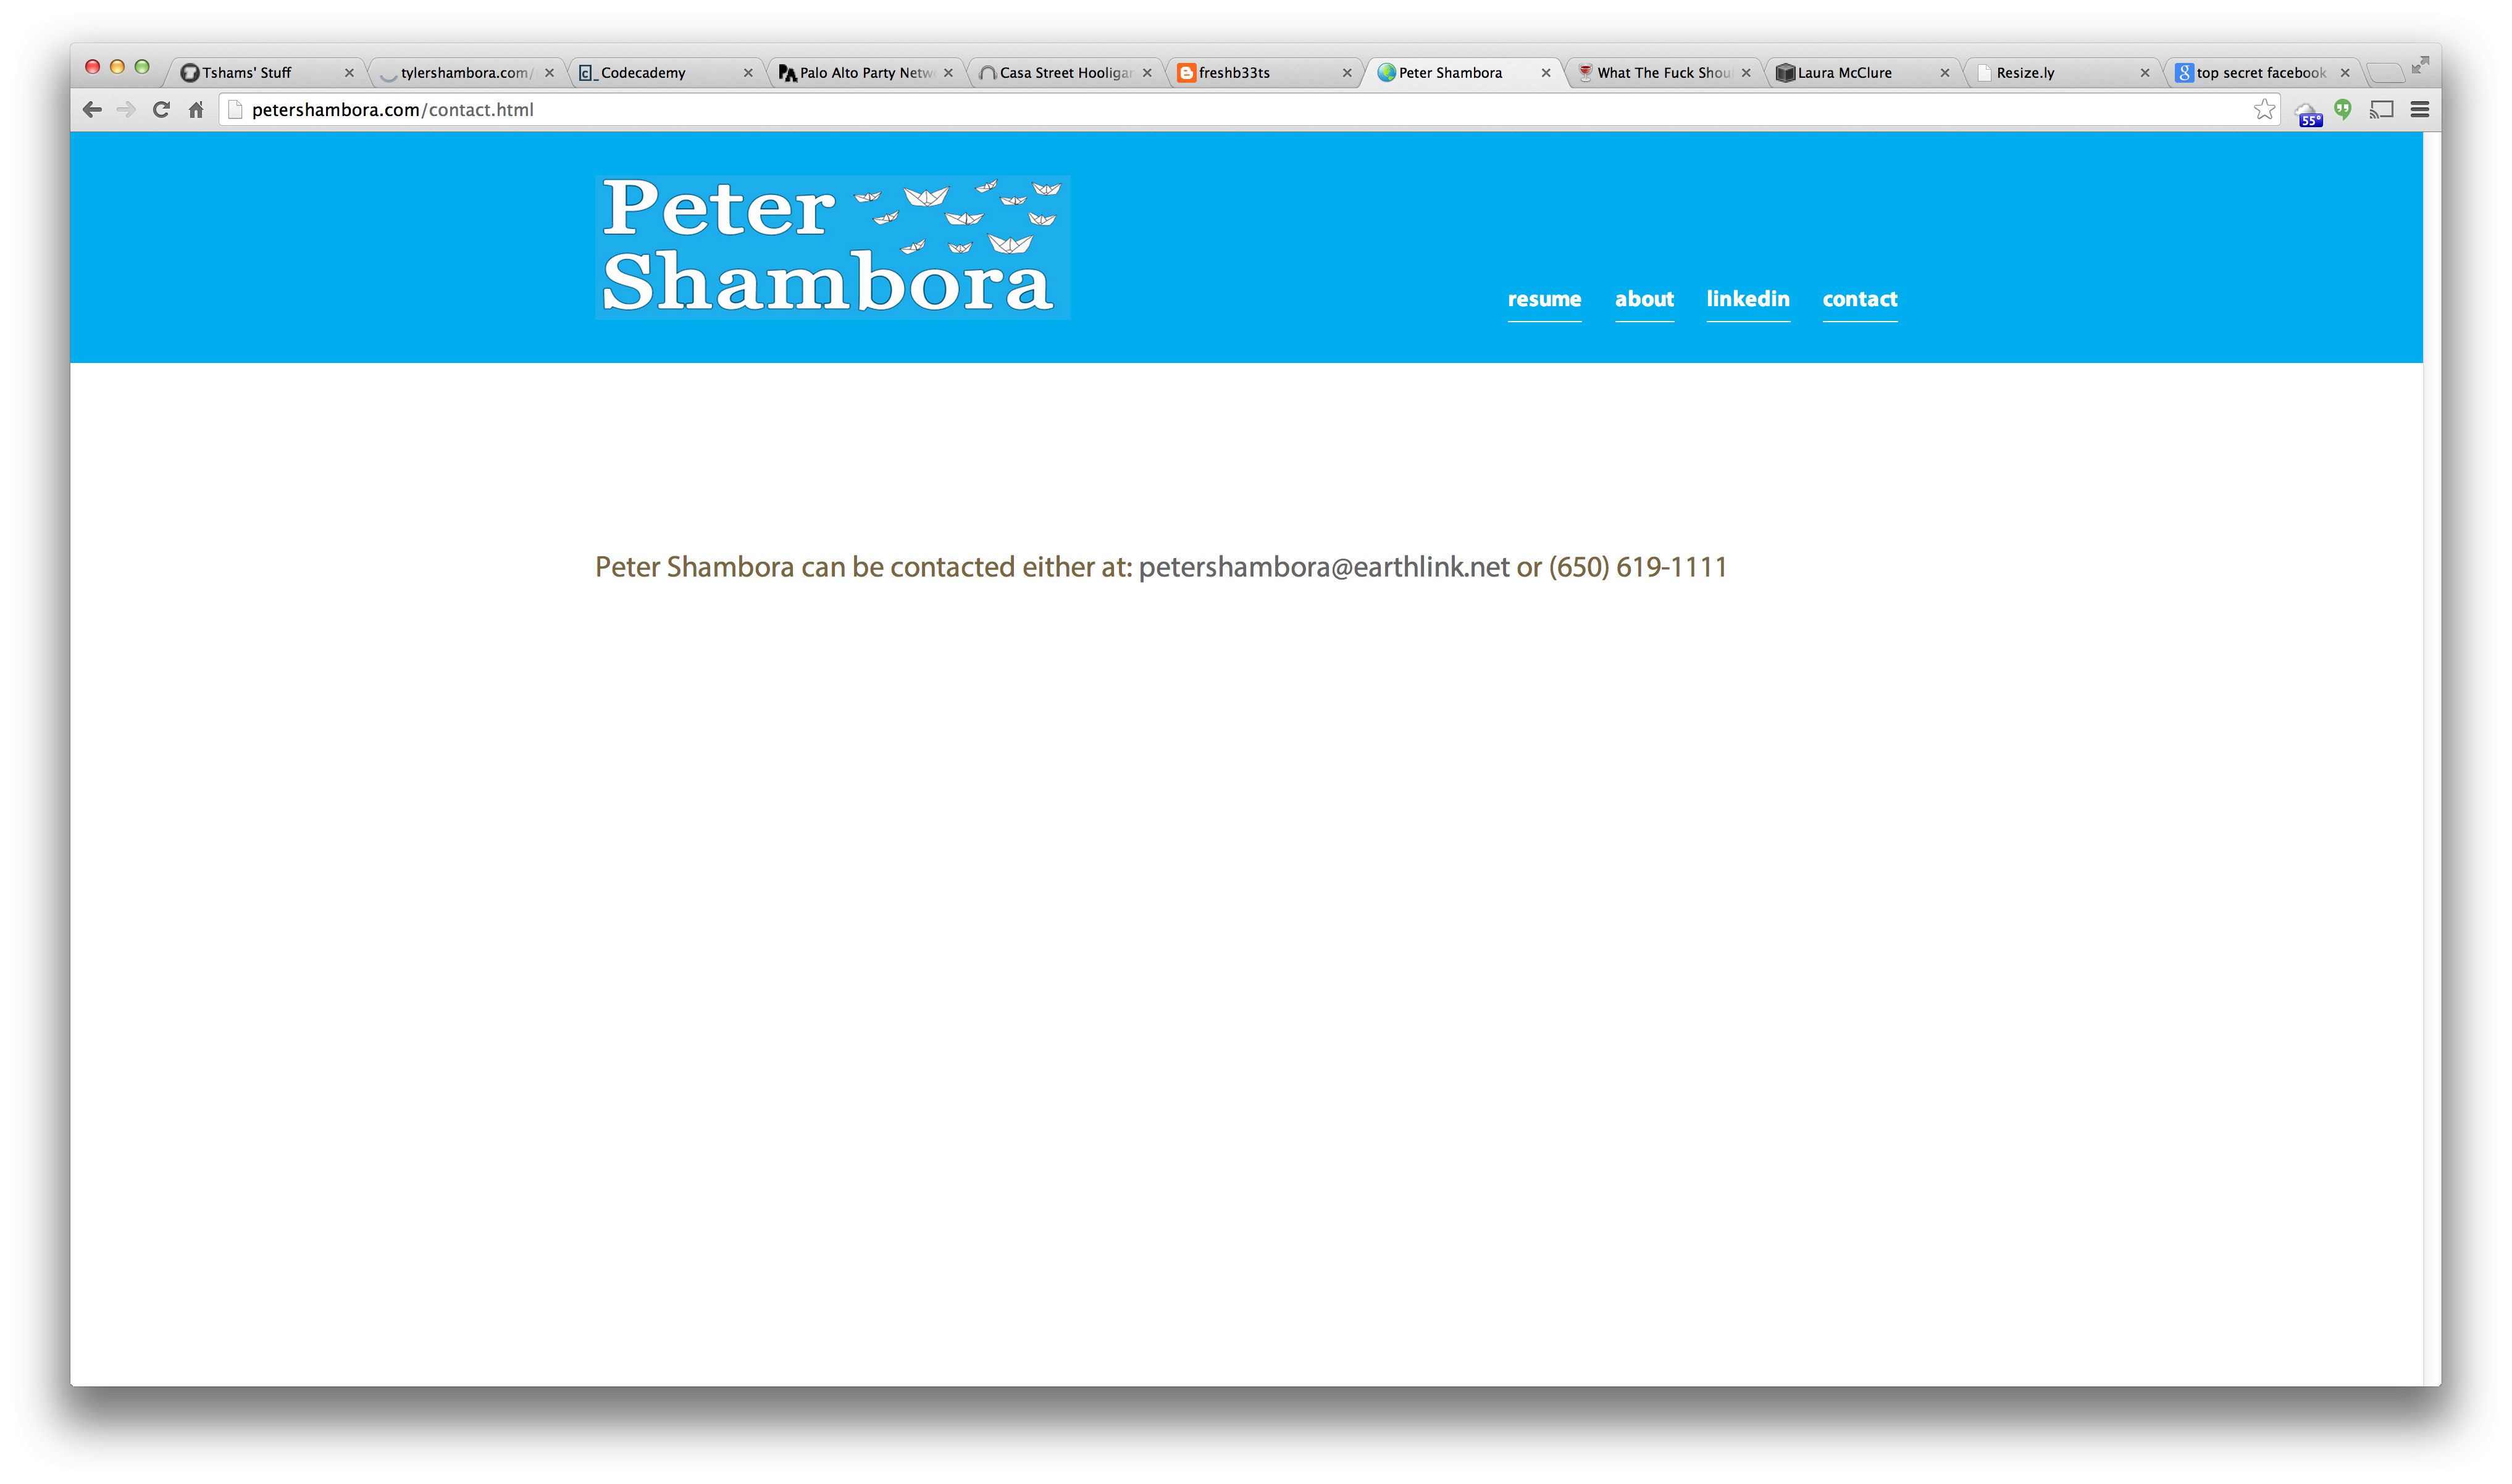 Tshams' Stuff
tylershambora.com/
Codecademy
Palo Alto Party Netw
Casa Street Hooligar
freshb33ts
Peter Shambora
What The Fuck Shou
Laura McClure
Resize.ly
top secret facebook
petershambora.com/contact.html
55°
Peter
Shambora
resume about linkedin contact
Peter Shambora can be contacted either at: petershambora@earthlink.net or (650) 619-1111